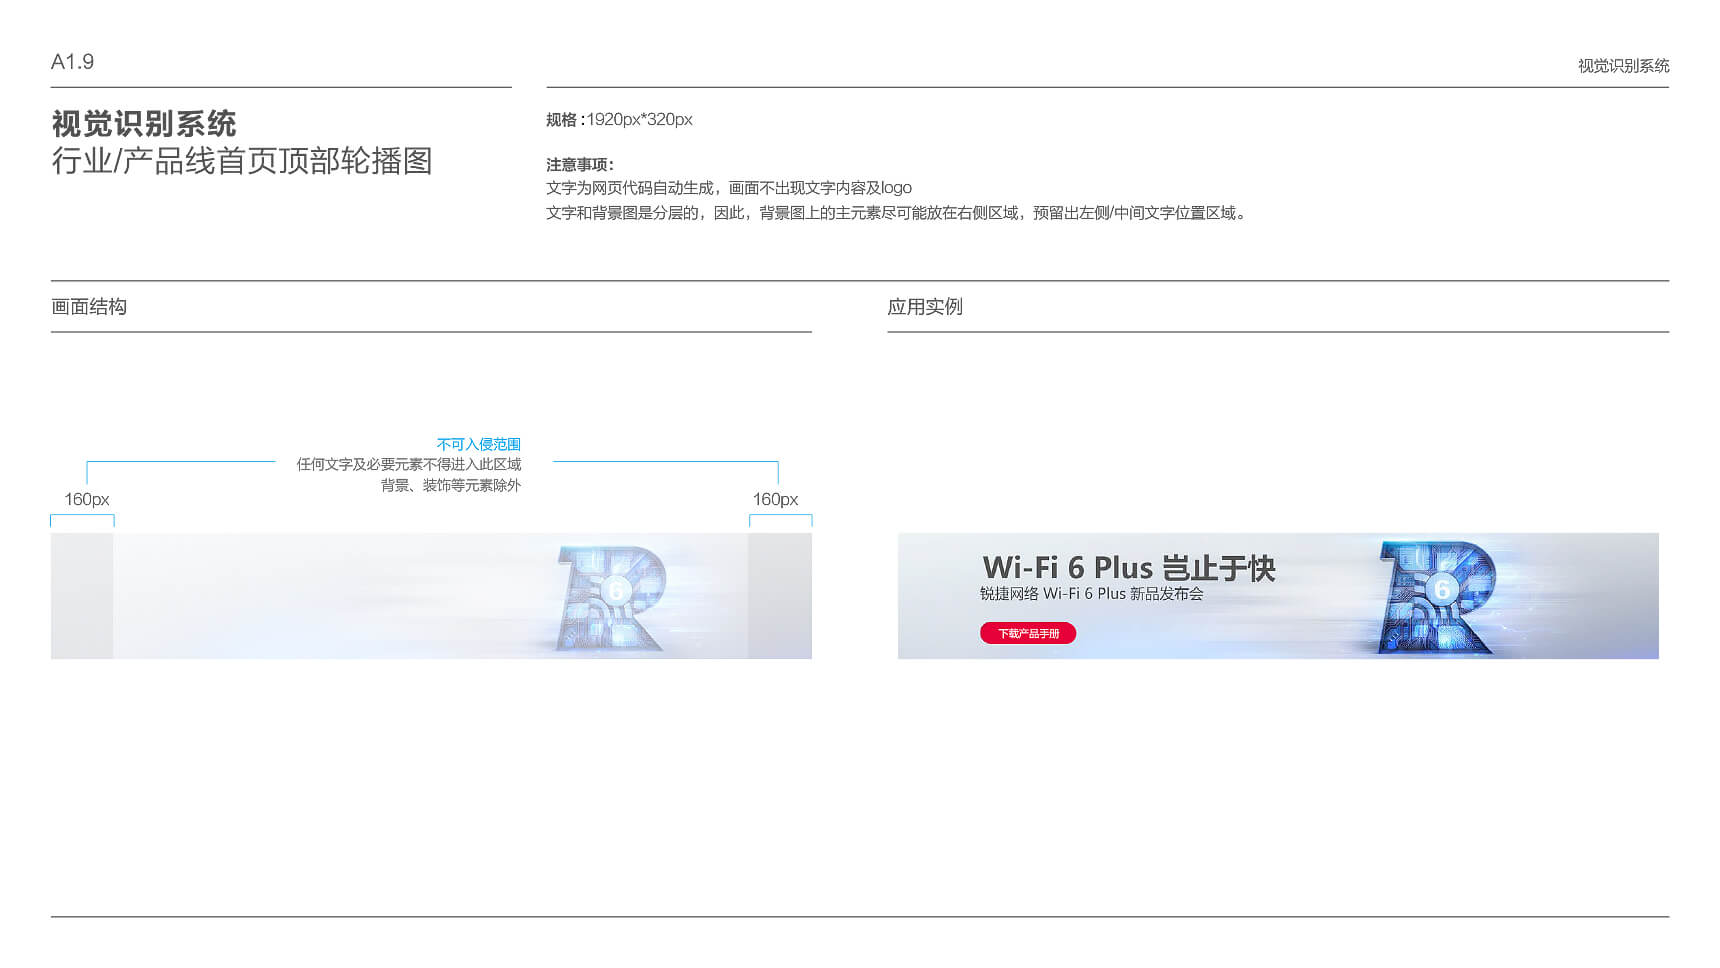 A1.9
视觉识别系统
视觉识别系统
行业/产品线首页顶部轮播图
规格 :1920px*320px
注意事项：
文字为网页代码自动生成，画面不出现文字内容及logo
文字和背景图是分层的，因此，背景图上的主元素尽可能放在右侧区域，预留出左侧/中间文字位置区域。
画面结构
应用实例
不可入侵范围
任何文字及必要元素不得进入此区域
背景、装饰等元素除外
160px
160px
6
Wi-Fi 6 Plus 岂止于快
锐捷网络 Wi-Fi 6 Plus 新品发布会
下载产品手册
6